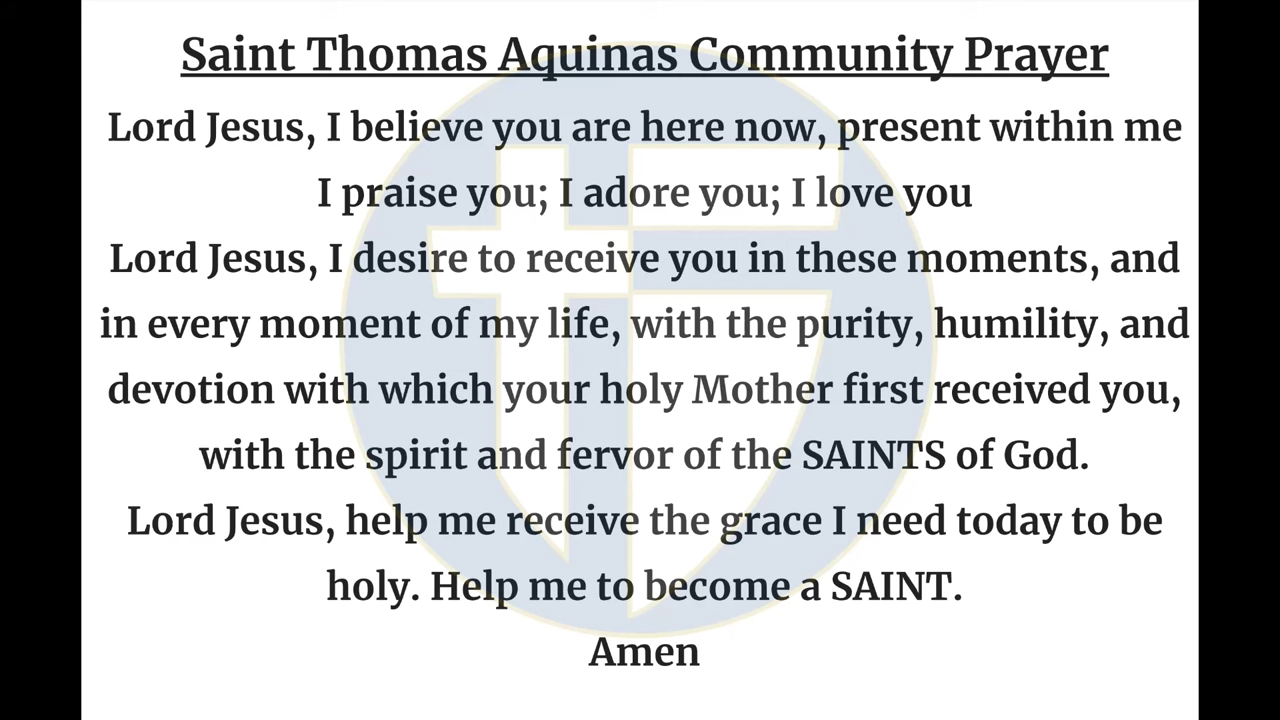 Saint Thomas Aquinas Community Prayer
Lord Jesus, I believe you are here now, present within me
I praise you; I adore you; I love you
Lord Jesus, I desire to receive you in these moments, and
in every moment of my life, with the purity, humility, and
devotion with which your holy Mother first received you,
with the spirit and fervor of the SAINTS of God.
Lord Jesus, help me receive the grace I need today to be
holy. Help me to become a SAINT.
Amen